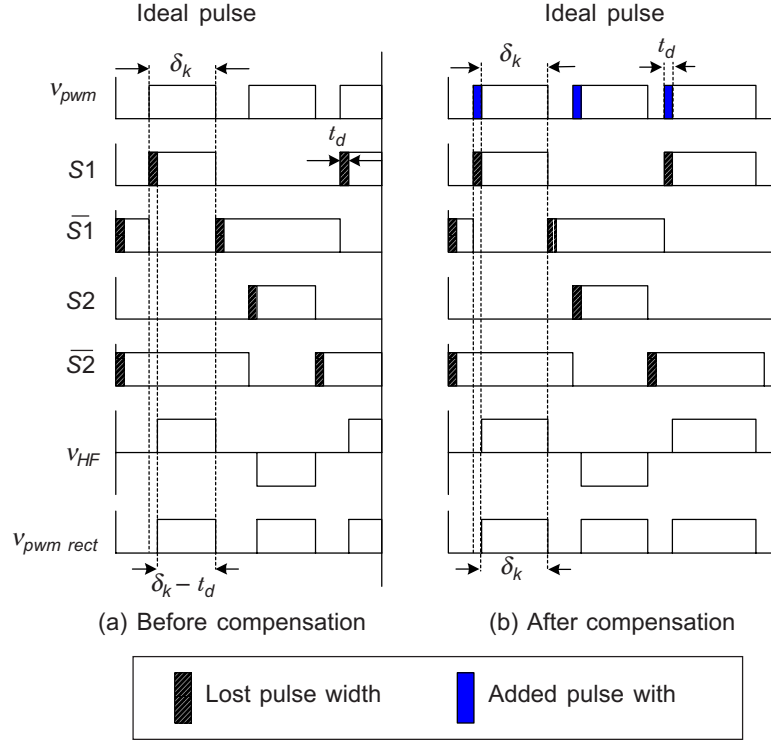 Ideal pulse
Ideal pulse
δk
δk
td
vpwm
td
S1
S̅1̅
S2
S̅2̅
vHF
vpwm rect
δk – td
δk
(a) Before compensation
(b) After compensation
Lost pulse width
Added pulse with